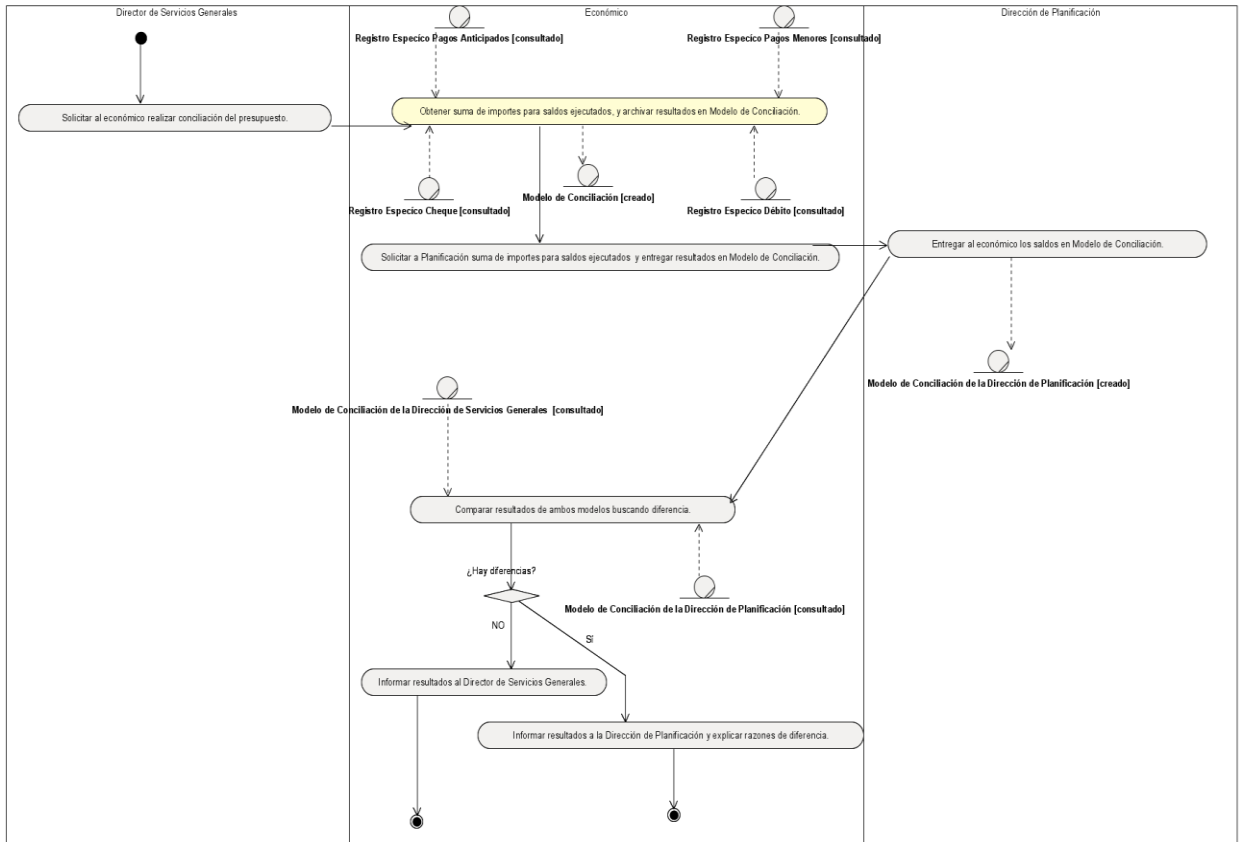 Director de Servicios Generales
Económico
Dirección de Planificación
Registro Especíco Pagos Anticipados [consultado]
Registro Especíco Pagos Menores [consultado]
Obtener suma de importes para saldos ejecutados, y archivar resultados en Modelo de Conciliación.
Solicitar al económico realizar conciliación del presupuesto.
Modelo de Conciliación [creado]
Registro Especíco Cheque [consultado]
Registro Especíco Débito [consultado]
Solicitar a Planificación suma de importes para saldos ejecutados y entregar resultados en Modelo de Conciliación.
Entregar al económico los saldos en Modelo de Conciliación.
Modelo de Conciliación de la Dirección de Planificación [creado]
Modelo de Conciliación de la Dirección de Servicios Generales [consultado]
Comparar resultados de ambos modelos buscando diferencia.
¿Hay diferencias?
Modelo de Conciliación de la Dirección de Planificación [consultado]
NO
Sí
Informar resultados al Director de Servicios Generales.
Informar resultados a la Dirección de Planificación y explicar razones de diferencia.